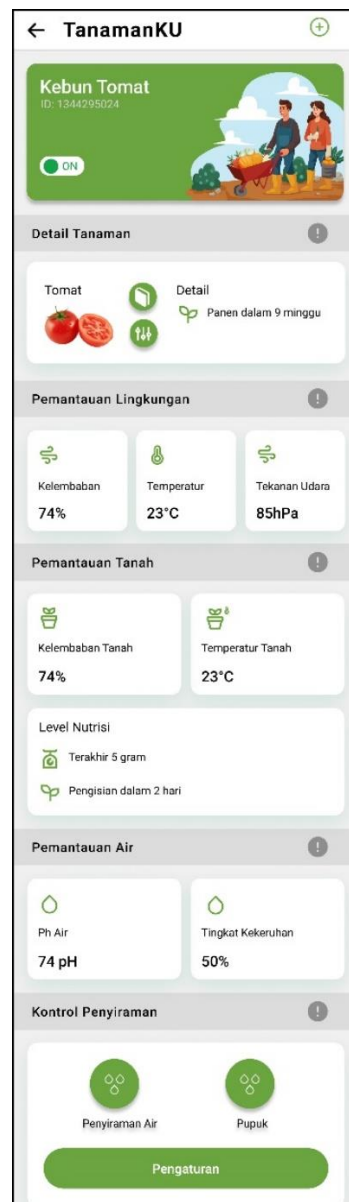 TanamanKU
Kebun Tomat
ID: 1344295024
ON
Detail Tanaman
Tomat
Detail
Panen dalam 9 minggu
Pemantauan Lingkungan
Kelembaban
Temperatur
Tekanan Udara
74%
23°C
85hPa
Pemantauan Tanah
Kelembaban Tanah
Temperatur Tanah
74%
23°C
Level Nutrisi
Terakhir 5 gram
Pengisian dalam 2 hari
Pemantauan Air
Ph Air
Tingkat Kekeruhan
74 pH
50%
Kontrol Penyiraman
Penyiraman Air
Pupuk
Pengaturan